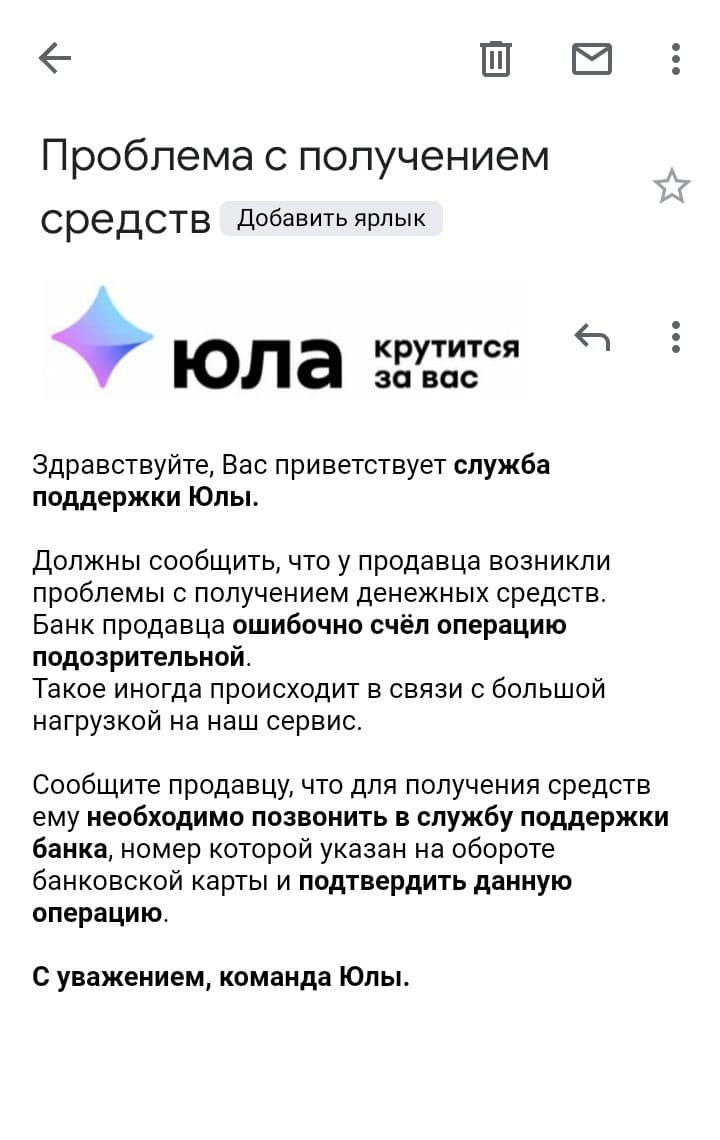 Проблема с получением
средств Добавить ярлык
юла крутится
за вас
Здравствуйте, Вас приветствует служба
поддержки Юлы.
Должны сообщить, что у продавца возникли
проблемы с получением денежных средств.
Банк продавца ошибочно счёл операцию
подозрительной.
Такое иногда происходит в связи с большой
нагрузкой на наш сервис.
Сообщите продавцу, что для получения средств
ему необходимо позвонить в службу поддержки
банка, номер которой указан на обороте
банковской карты и подтвердить данную
операцию.
С уважением, команда Юлы.